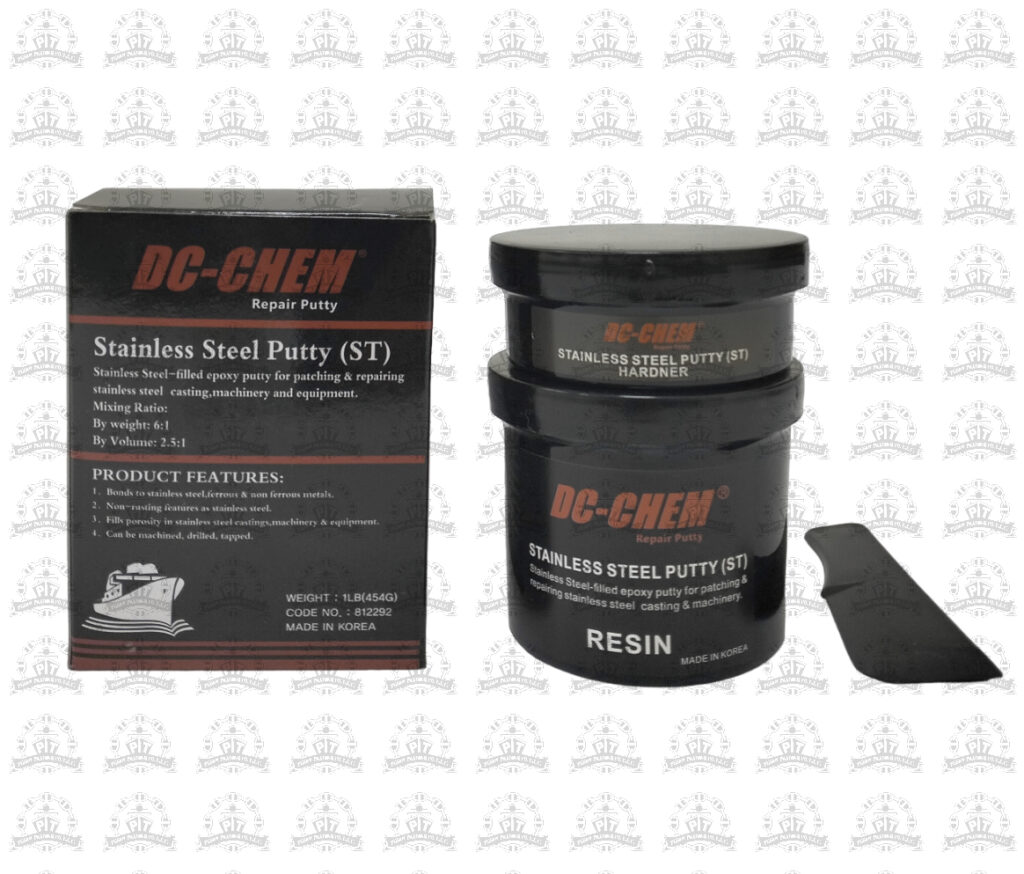 DC-CHEM®
Repair Putty
Stainless Steel Putty (ST)
Stainless Steel-filled epoxy putty for patching & repairing
stainless steel casting,machinery and equipment.
Mixing Ratio:
By weight: 6:1
By Volume: 2.5:1
PRODUCT FEATURES:
1. Bonds to stainless steel,ferrous & non ferrous metals.
2. Non-rusting features as stainless steel.
3. Fills porosity in stainless steel castings,machinery & equipment.
4. Can be machined, drilled, tapped.
WEIGHT : 1LB(454G)
CODE NO. : 812292
MADE IN KOREA
DC-CHEM®
Repair Putty
STAINLESS STEEL PUTTY (ST)
HARDNER
DC-CHEM®
Repair Putty
STAINLESS STEEL PUTTY (ST)
Stainless Steel-filled epoxy putty for patching &
repairing stainless steel casting & machinery.
RESIN
MADE IN KOREA
PIT